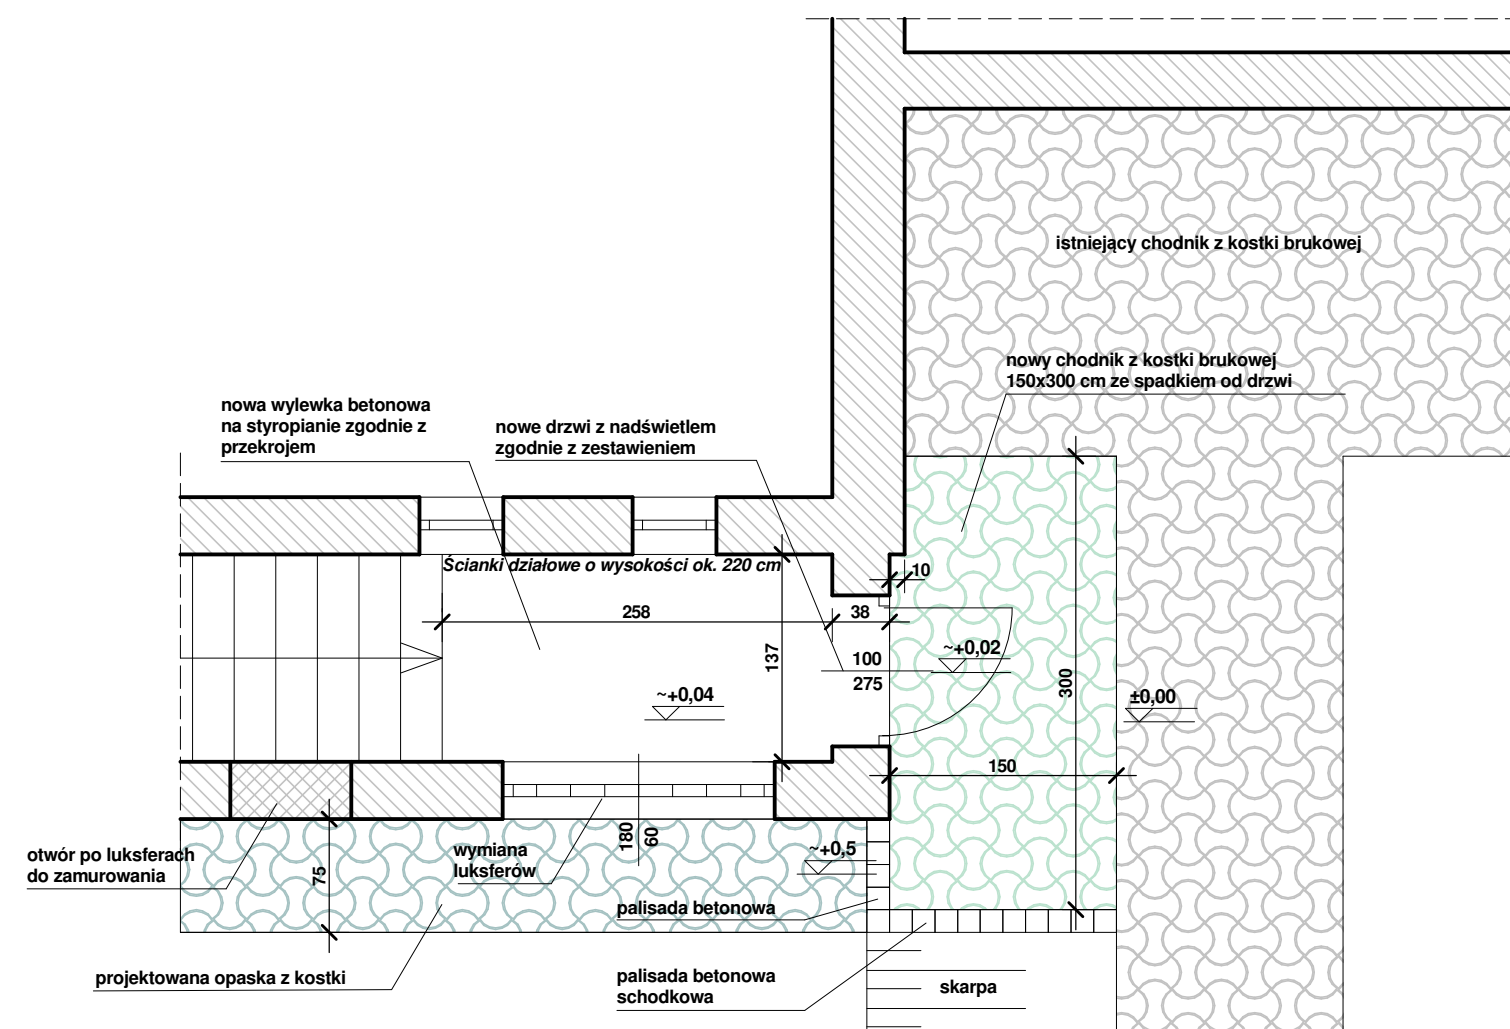 istniejący chodnik z kostki brukowej
nowy chodnik z kostki brukowej
150x300 cm ze spadkiem od drzwi
nowa wylewka betonowa
na styropianie zgodnie z
przekrojem
nowe drzwi z nadświetlem
zgodnie z zestawieniem
Ścianki działowe o wysokości ok. 220 cm
10
258
38
137
100
275
~+0,02
300
~+0,04
±0,00
150
180
60
otwór po luksferach
do zamurowania
75
wymiana
luksferów
~+0,5
palisada betonowa
projektowana opaska z kostki
palisada betonowa
schodkowa
skarpa